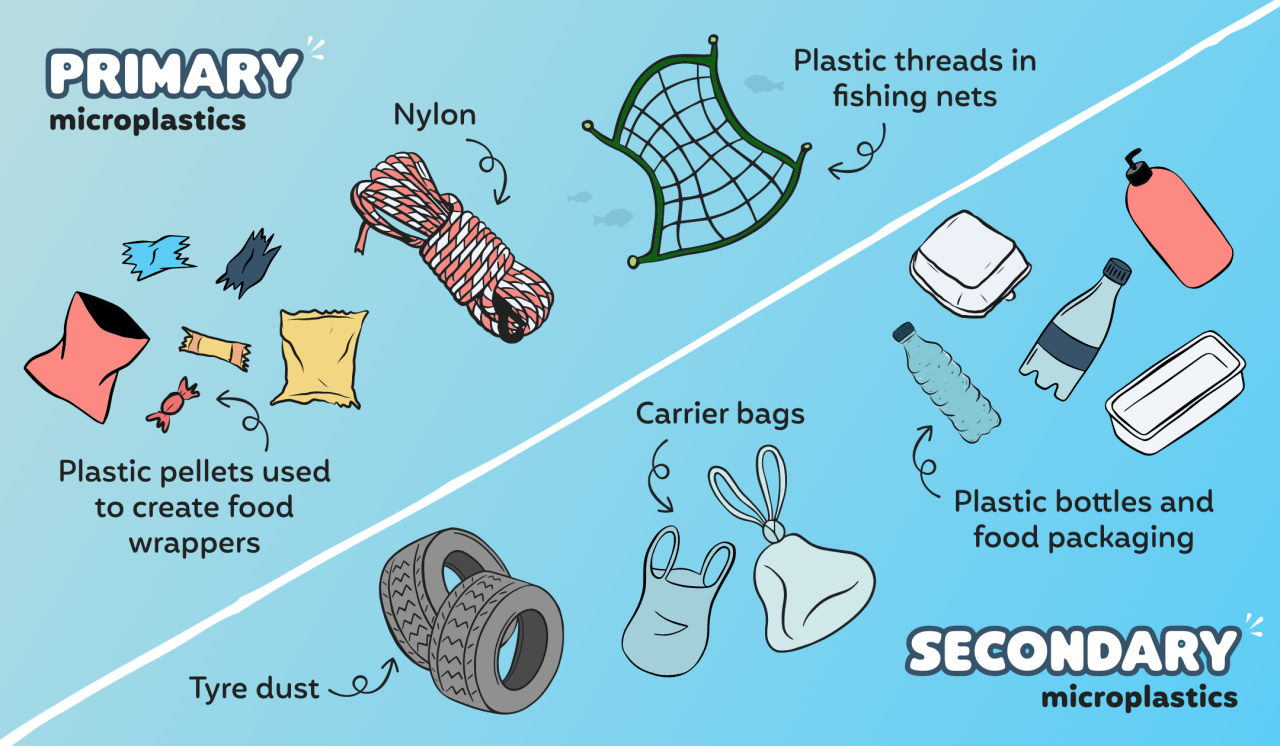 PRIMARY
microplastics
Nylon
Plastic threads in
fishing nets
Plastic pellets used
to create food
wrappers
Carrier bags
Plastic bottles and
food packaging
Tyre dust
SECONDARY
microplastics